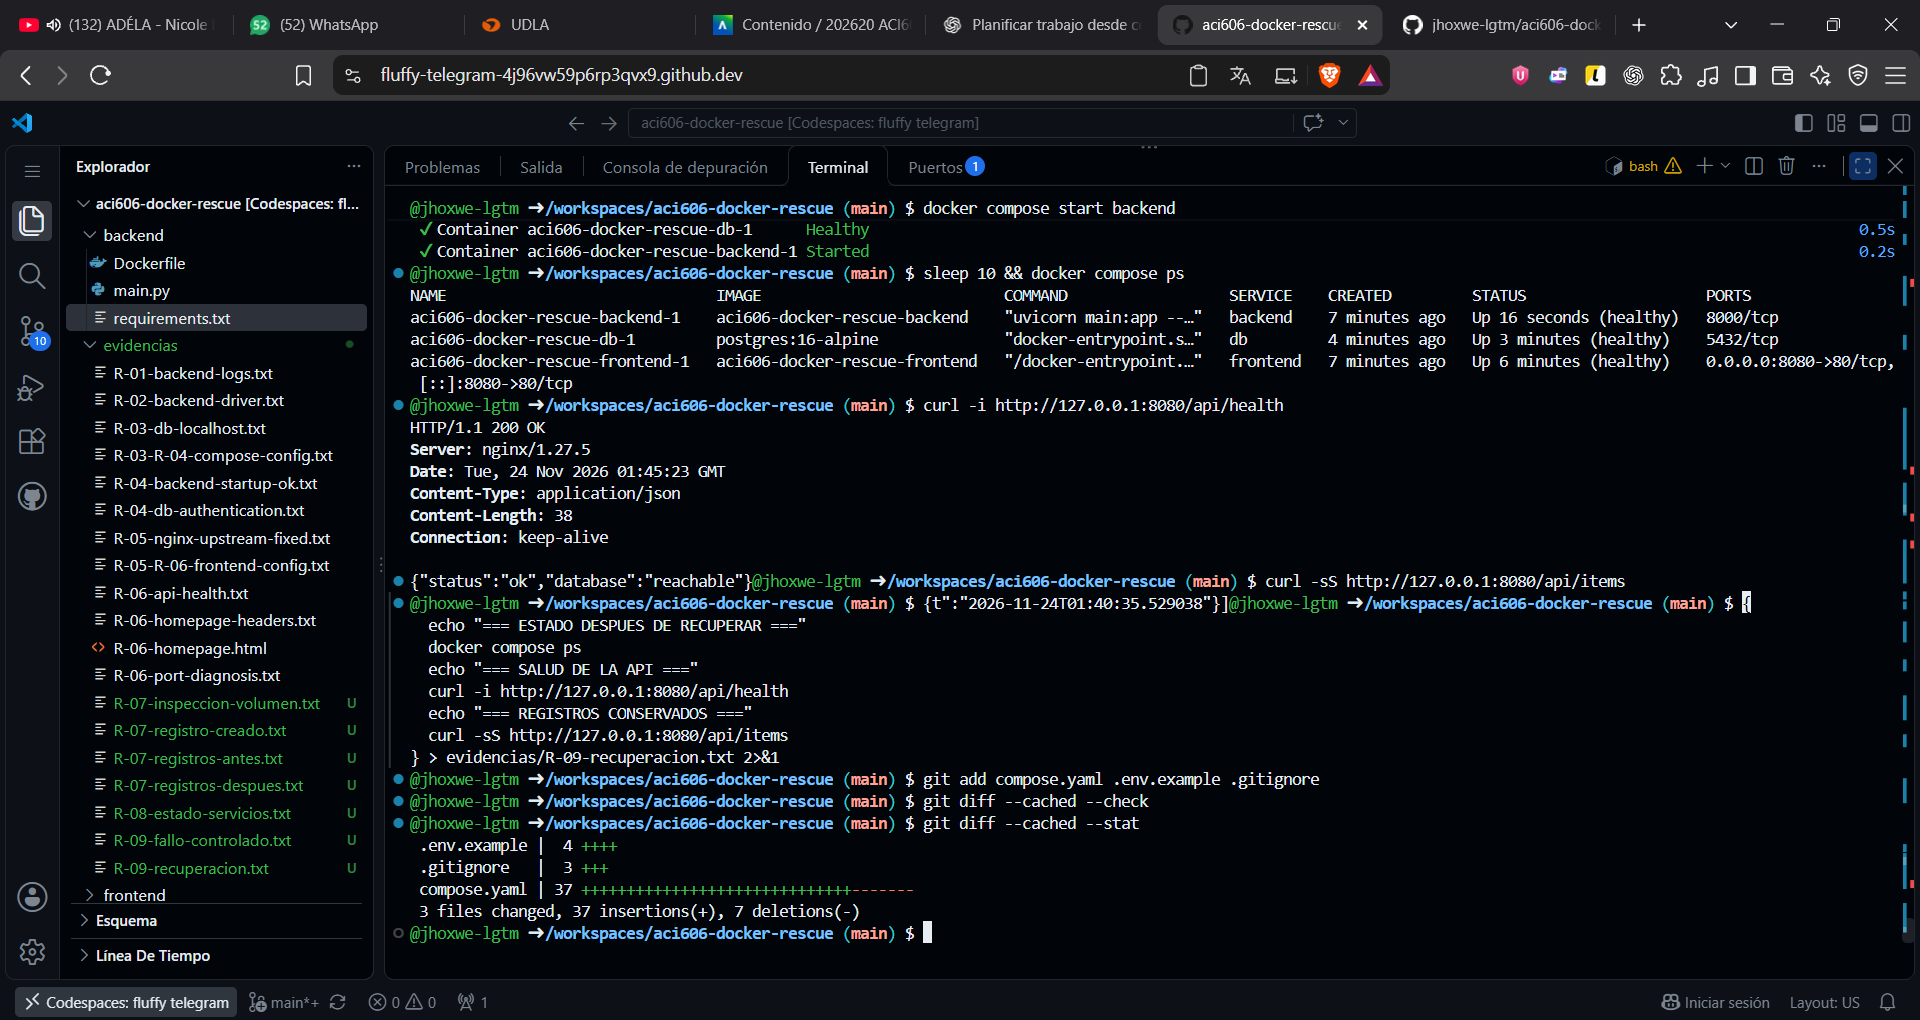 (132) ADÉLA - Nicole
(52) WhatsApp
UDLA
Contenido / 202620 ACI6
Planificar trabajo desde c
aci606-docker-rescue
jhoxwe-lgtm/aci606-dock
fluffy-telegram-4j96vw59p6rp3qvx9.github.dev
aci606-docker-rescue [Codespaces: fluffy telegram]
Explorador
aci606-docker-rescue [Codespaces: fl...
backend
Dockerfile
main.py
requirements.txt
evidencias
R-01-backend-logs.txt
R-02-backend-driver.txt
R-03-db-localhost.txt
R-03-R-04-compose-config.txt
R-04-backend-startup-ok.txt
R-04-db-authentication.txt
R-05-nginx-upstream-fixed.txt
R-05-R-06-frontend-config.txt
R-06-api-health.txt
R-06-homepage-headers.txt
R-06-homepage.html
R-06-port-diagnosis.txt
R-07-inspeccion-volumen.txt U
R-07-registro-creado.txt U
R-07-registros-antes.txt U
R-07-registros-despues.txt U
R-08-estado-servicios.txt U
R-09-fallo-controlado.txt U
R-09-recuperacion.txt U
frontend
Esquema
Línea De Tiempo
10
Problemas
Salida
Consola de depuración
Terminal
Puertos 1
bash
@jhoxwe-lgtm ➜/workspaces/aci606-docker-rescue (main) $ docker compose start backend
✓Container aci606-docker-rescue-db-1 Healthy 0.5s
✓Container aci606-docker-rescue-backend-1 Started 0.2s
@jhoxwe-lgtm ➜/workspaces/aci606-docker-rescue (main) $ sleep 10 && docker compose ps
NAME IMAGE COMMAND SERVICE CREATED STATUS PORTS
aci606-docker-rescue-backend-1 aci606-docker-rescue-backend "uvicorn main:app --…" backend 7 minutes ago Up 16 seconds (healthy) 8000/tcp
aci606-docker-rescue-db-1 postgres:16-alpine "docker-entrypoint.s…" db 4 minutes ago Up 3 minutes (healthy) 5432/tcp
aci606-docker-rescue-frontend-1 aci606-docker-rescue-frontend "/docker-entrypoint.…" frontend 7 minutes ago Up 6 minutes (healthy) 0.0.0.0:8080->80/tcp,
[::]:8080->80/tcp
@jhoxwe-lgtm ➜/workspaces/aci606-docker-rescue (main) $ curl -i http://127.0.0.1:8080/api/health
HTTP/1.1 200 OK
Server: nginx/1.27.5
Date: Tue, 24 Nov 2026 01:45:23 GMT
Content-Type: application/json
Content-Length: 38
Connection: keep-alive
{"status":"ok","database":"reachable"}@jhoxwe-lgtm ➜/workspaces/aci606-docker-rescue (main) $ curl -sS http://127.0.0.1:8080/api/items
@jhoxwe-lgtm ➜/workspaces/aci606-docker-rescue (main) $ {t":"2026-11-24T01:40:35.529038"}]@jhoxwe-lgtm ➜/workspaces/aci606-docker-rescue (main) $ {
echo "=== ESTADO DESPUES DE RECUPERAR ==="
docker compose ps
echo "=== SALUD DE LA API ==="
curl -i http://127.0.0.1:8080/api/health
echo "=== REGISTROS CONSERVADOS ==="
curl -sS http://127.0.0.1:8080/api/items
} > evidencias/R-09-recuperacion.txt 2>&1
@jhoxwe-lgtm ➜/workspaces/aci606-docker-rescue (main) $ git add compose.yaml .env.example .gitignore
@jhoxwe-lgtm ➜/workspaces/aci606-docker-rescue (main) $ git diff --cached --check
@jhoxwe-lgtm ➜/workspaces/aci606-docker-rescue (main) $ git diff --cached --stat
.env.example | 4 ++++
.gitignore | 3 +++
compose.yaml | 37 ++++++++++++++++++++++++++++++-------
3 files changed, 37 insertions(+), 7 deletions(-)
@jhoxwe-lgtm ➜/workspaces/aci606-docker-rescue (main) $
Codespaces: fluffy telegram
main*+
0
0
1
Iniciar sesión
Layout: US